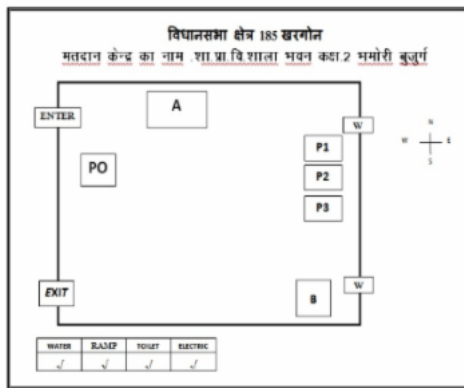 विधानसभा क्षेत्र 185 खरगोन
मतदान केन्द्र का नाम .शा.प्रा.वि.शाला भवन कक्ष.2 भमोरी बुजुर्ग
A
ENTER
W
N
W E
S
P1
PO
P2
P3
EXIT
W
B
WATER RAMP TOILET ELECTRIC
√ √ √ √